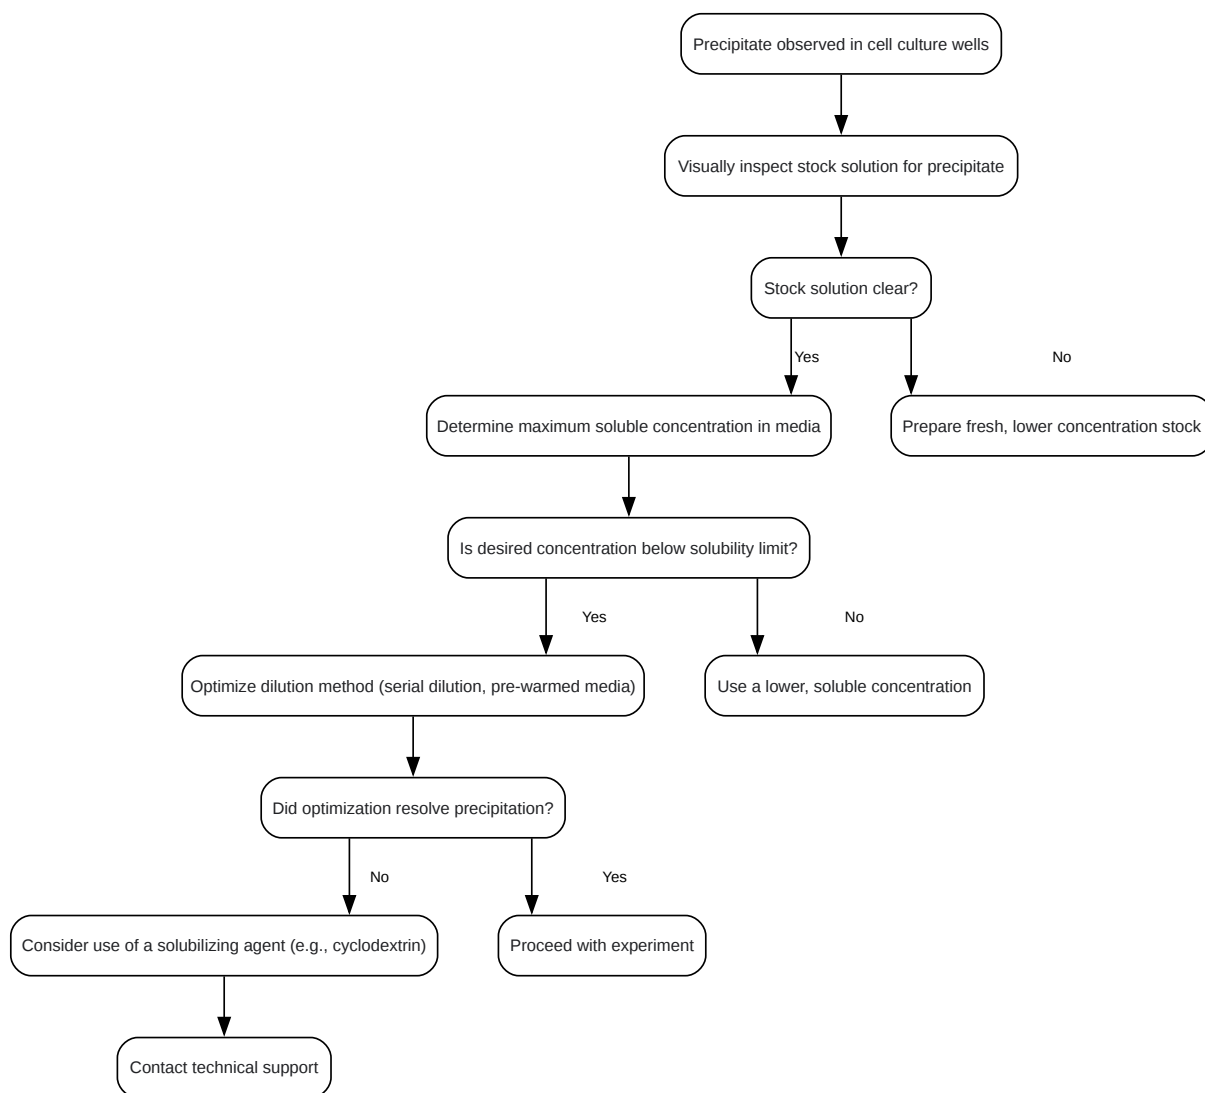 Precipitate observed in cell culture wells
Visually inspect stock solution for precipitate
Stock solution clear?
Yes
No
Determine maximum soluble concentration in media
Prepare fresh, lower concentration stock
Is desired concentration below solubility limit?
Yes
No
Optimize dilution method (serial dilution, pre-warmed media)
Use a lower, soluble concentration
Did optimization resolve precipitation?
No
Yes
Consider use of a solubilizing agent (e.g., cyclodextrin)
Proceed with experiment
Contact technical support